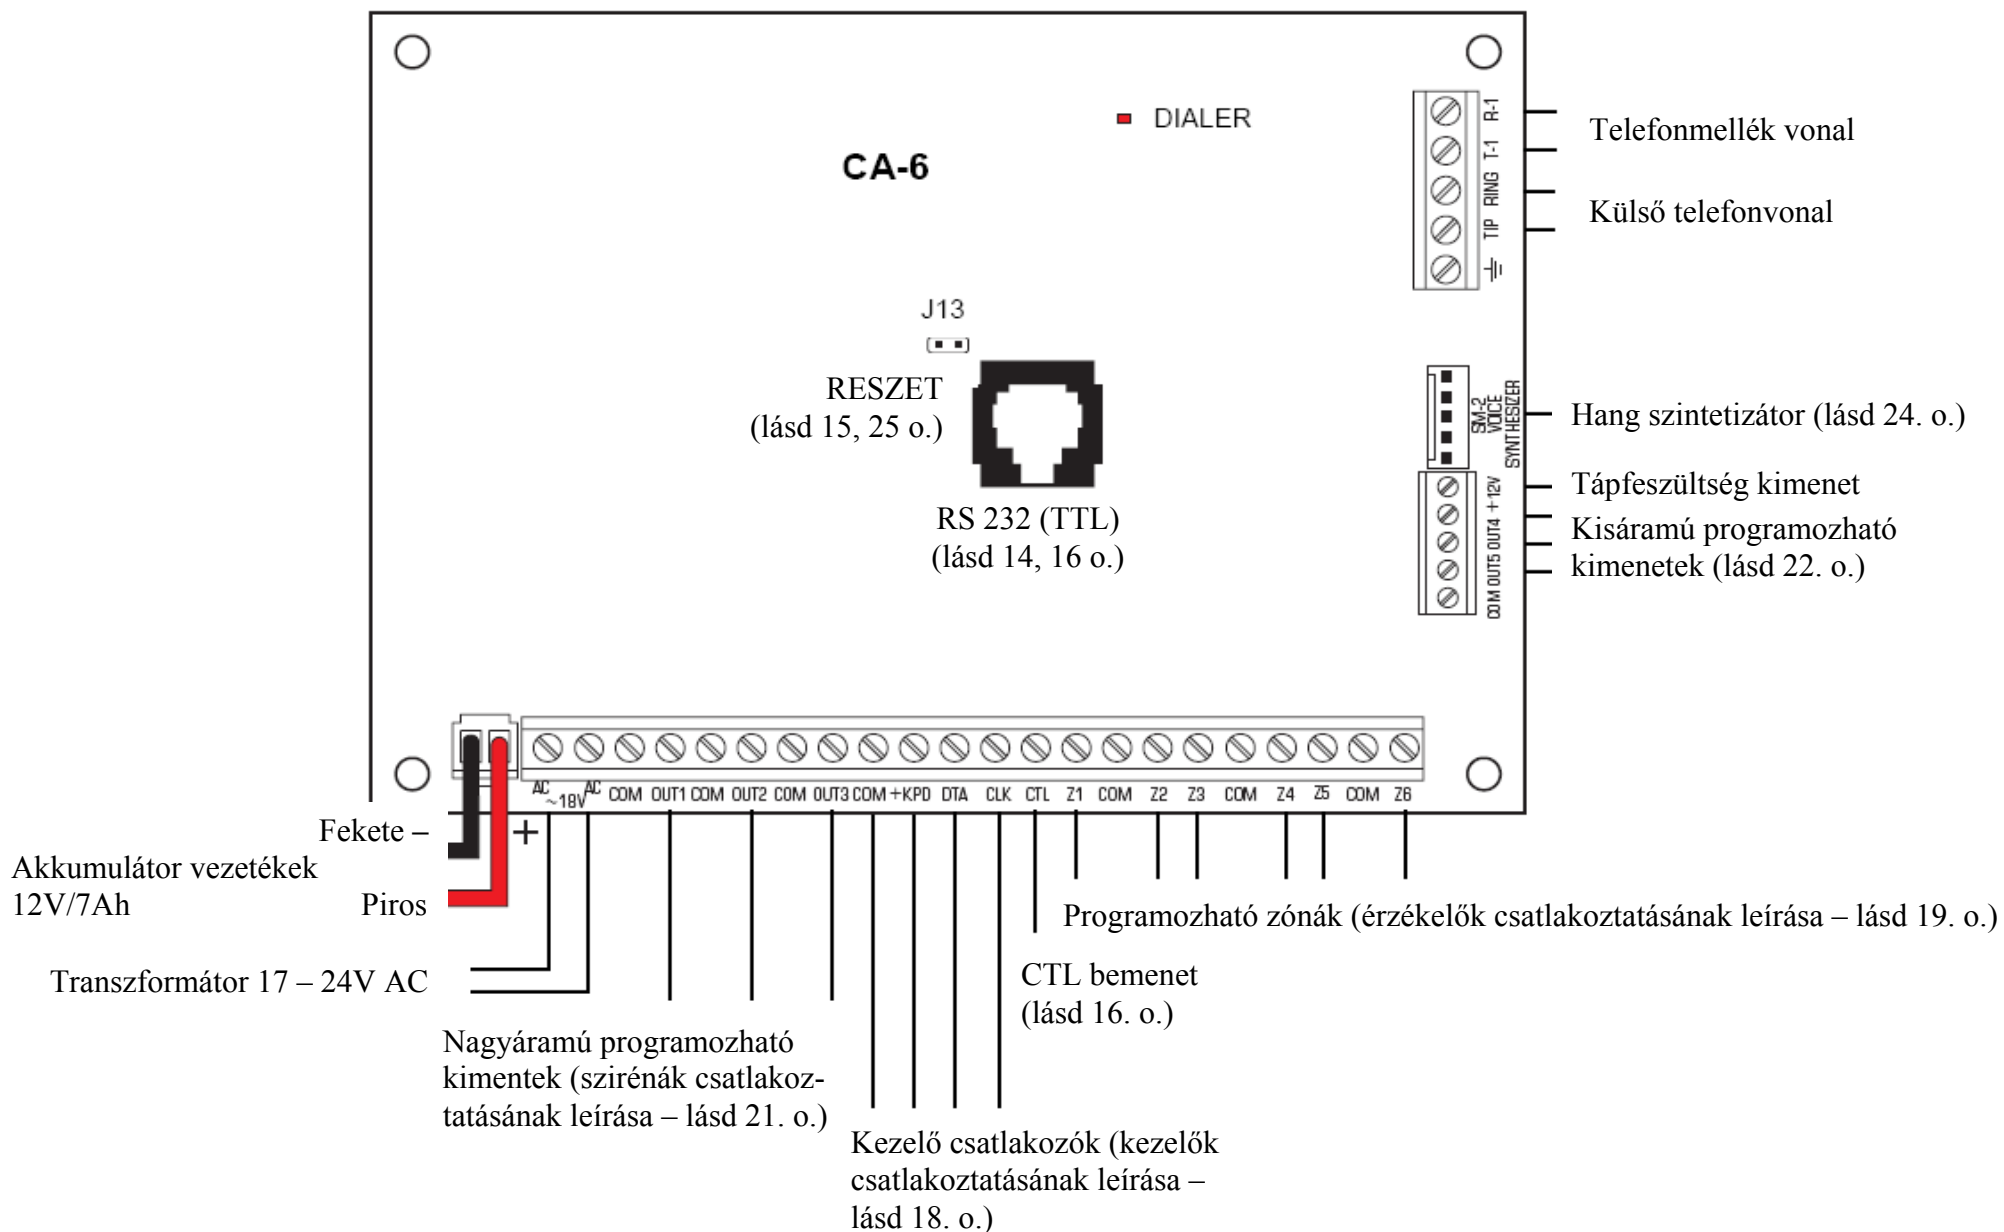 DIALER
CA-6
R-1
T-1
RING
TIP
Telefonmellék vonal
Külső telefonvonal
J13
RESZET
(lásd 15, 25 o.)
RS 232 (TTL)
(lásd 14, 16 o.)
SM-2
VOICE
SYNTHESIZER
Hang szintetizátor (lásd 24. o.)
COM OUT5 OUT4 +12V
Tápfeszültség kimenet
Kisáramú programozható
kimenetek (lásd 22. o.)
AC ~18V AC COM OUT1 COM OUT2 COM OUT3 COM +KPD DTA CLK CTL Z1 COM Z2 Z3 COM Z4 Z5 COM Z6
Fekete –
+
Akkumulátor vezetékek
12V/7Ah
Piros
Transzformátor 17 – 24V AC
Programozható zónák (érzékelők csatlakoztatásának leírása – lásd 19. o.)
CTL bemenet
(lásd 16. o.)
Nagyáramú programozható
kimentek (szirénák csatlakoz-
tatásának leírása – lásd 21. o.)
Kezelő csatlakozók (kezelők
csatlakoztatásának leírása –
lásd 18. o.)